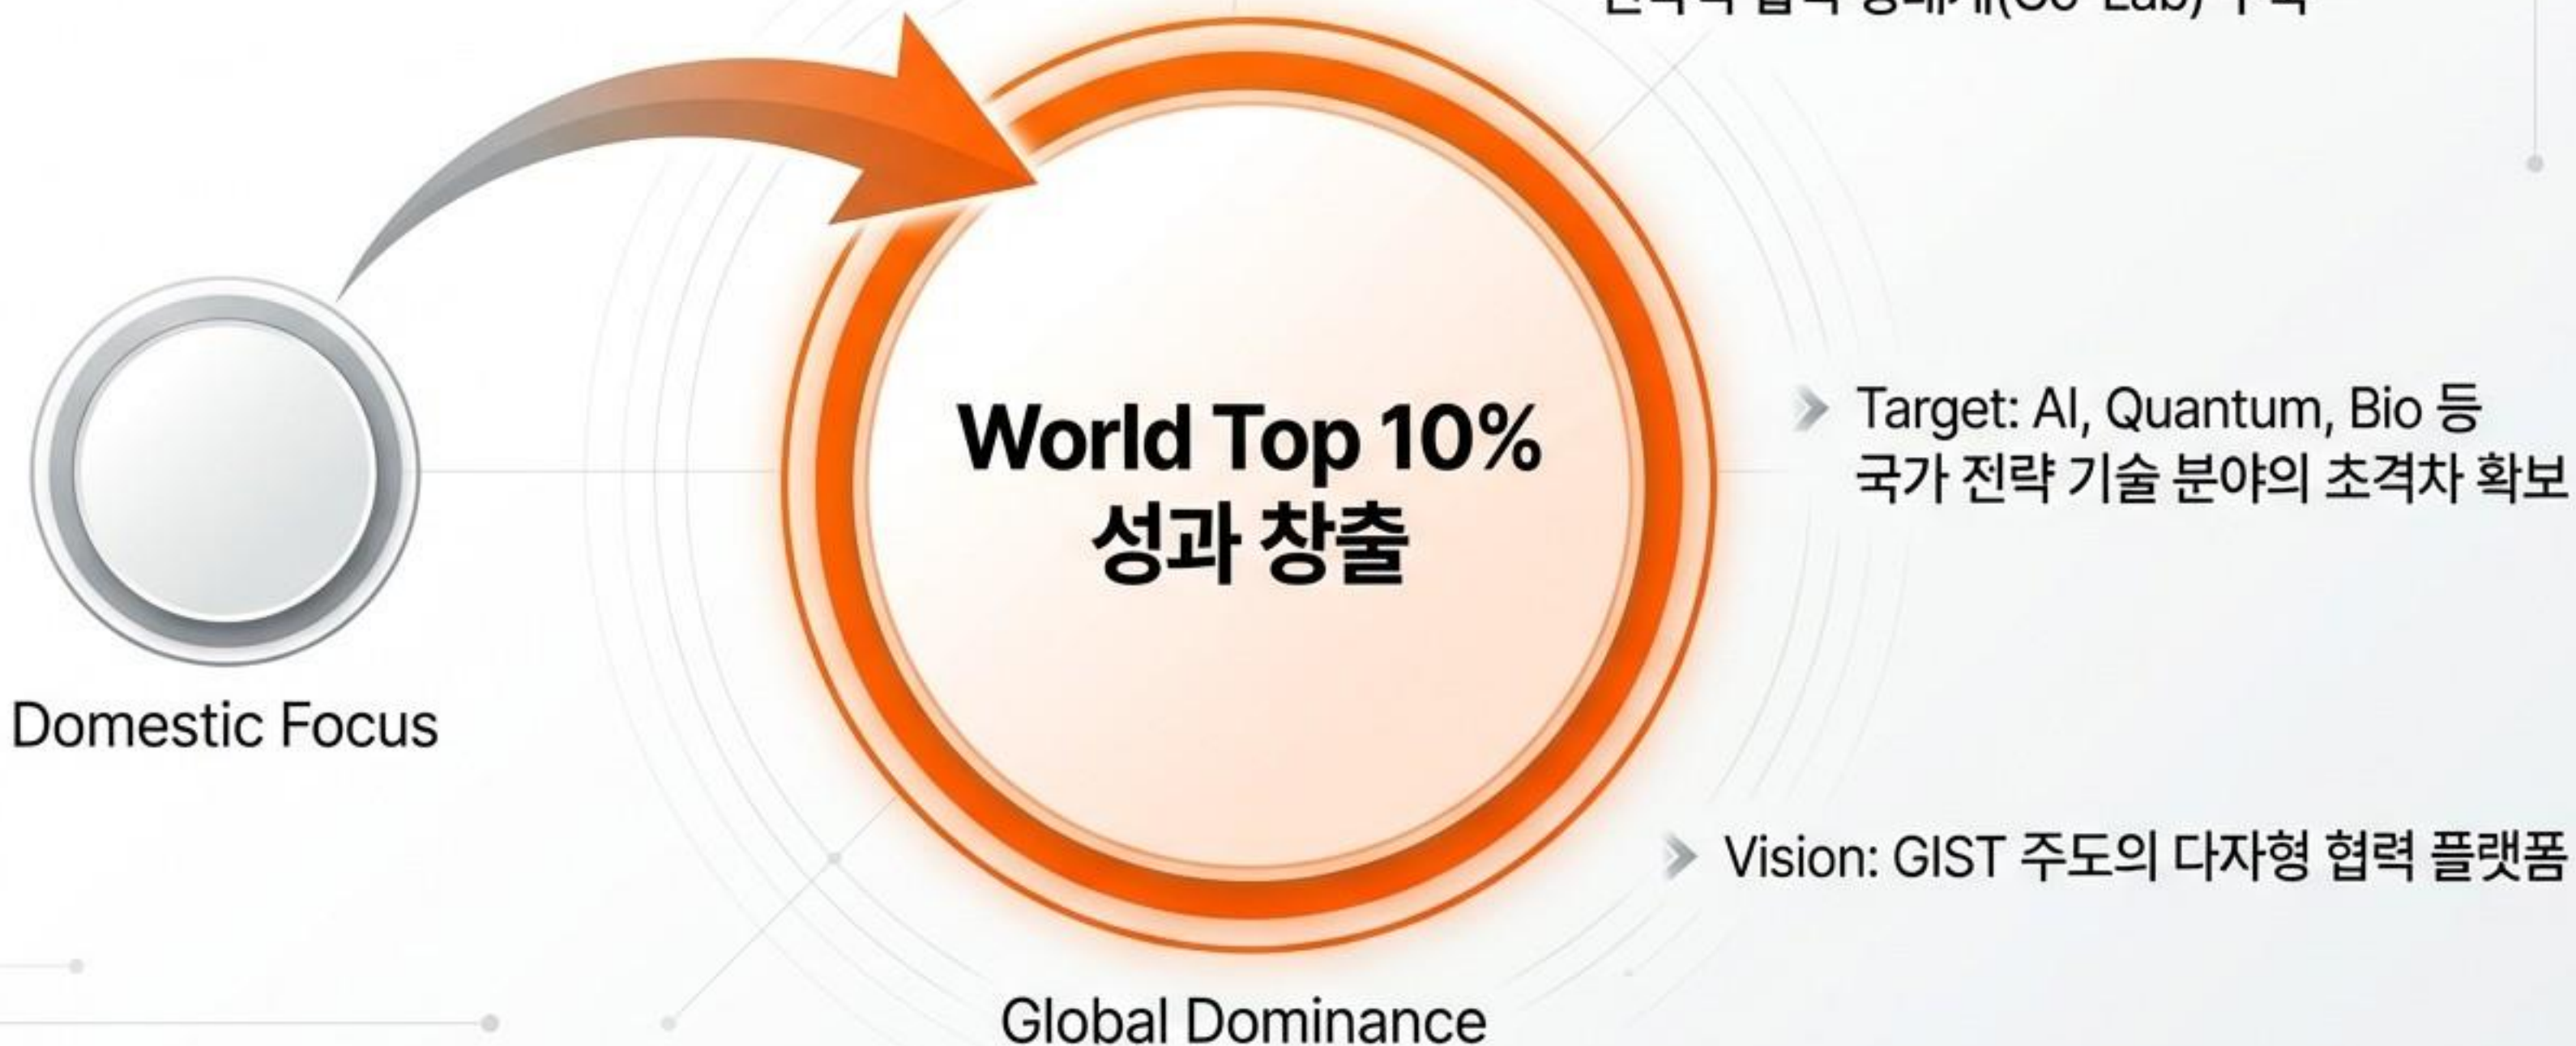 (Co-Lab)
World Top 10%
성과 창출
Target: AI, Quantum, Bio 등
국가 전략 기술 분야의 초격차 확보
Domestic Focus
Vision: GIST 주도의 다자형 협력 플랫폼
Global Dominance